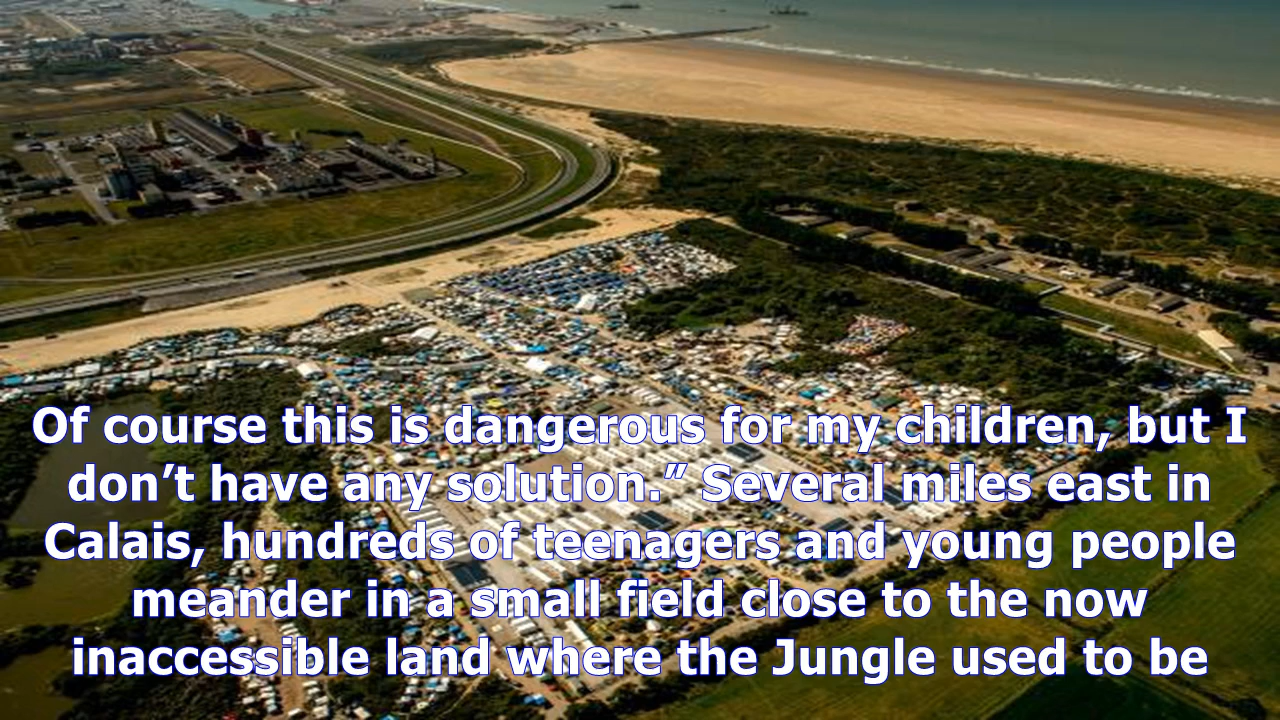 Of course this is dangerous for my children, but I
don’t have any solution.” Several miles east in
Calais, hundreds of teenagers and young people
meander in a small field close to the now
inaccessible land where the Jungle used to be